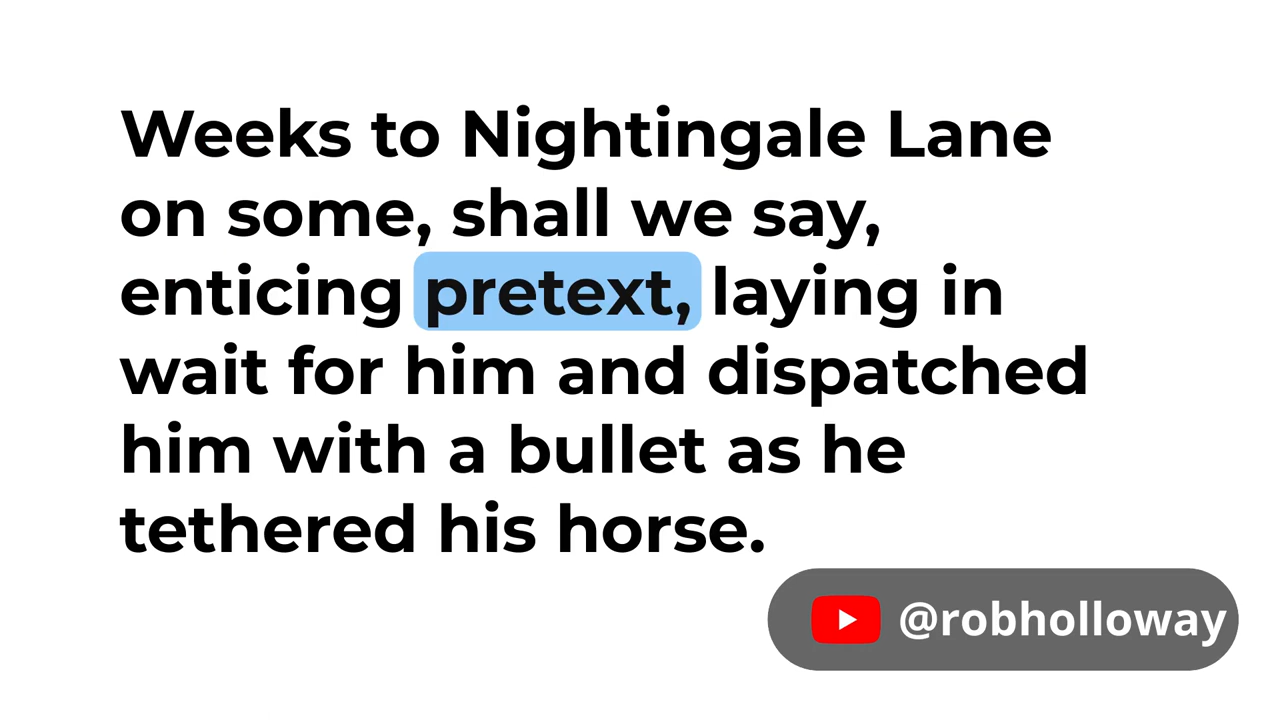 Weeks to Nightingale Lane
on some, shall we say,
enticing pretext, laying in
wait for him and dispatched
him with a bullet as he
tethered his horse.
@robholloway